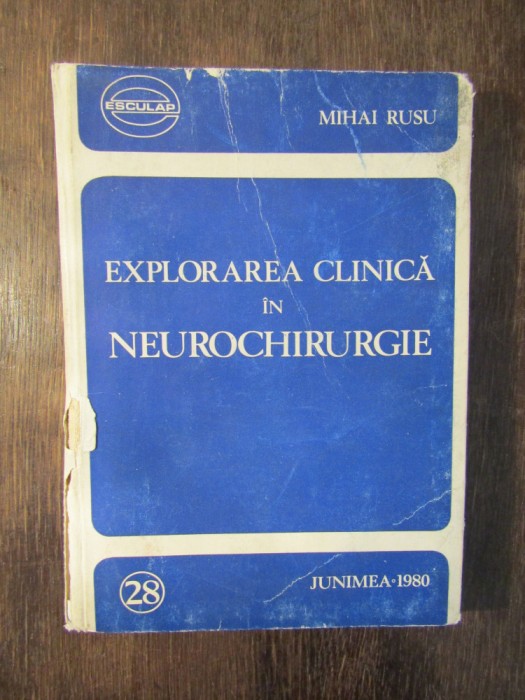 ESCULAP
MIHAI RUSU
EXPLORAREA CLINICĂ
ÎN
NEUROCHIRURGIE
28
JUNIMEA•1980